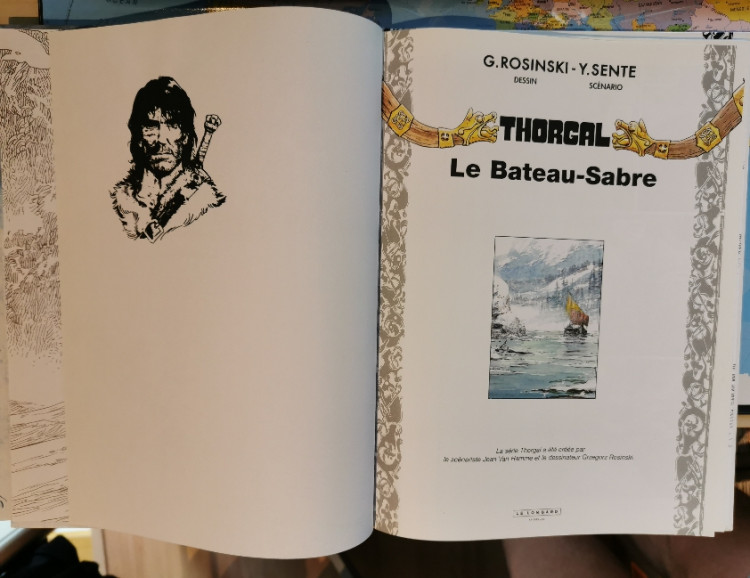 G. ROSINSKI - Y. SENTE
DESSIN SCÉNARIO
THORGAL
Le Bateau-Sabre
La série Thorgal a été créée par
le scénariste Jean Van Hamme et le dessinateur Grzegorz Rosinski.
LE LOMBARD